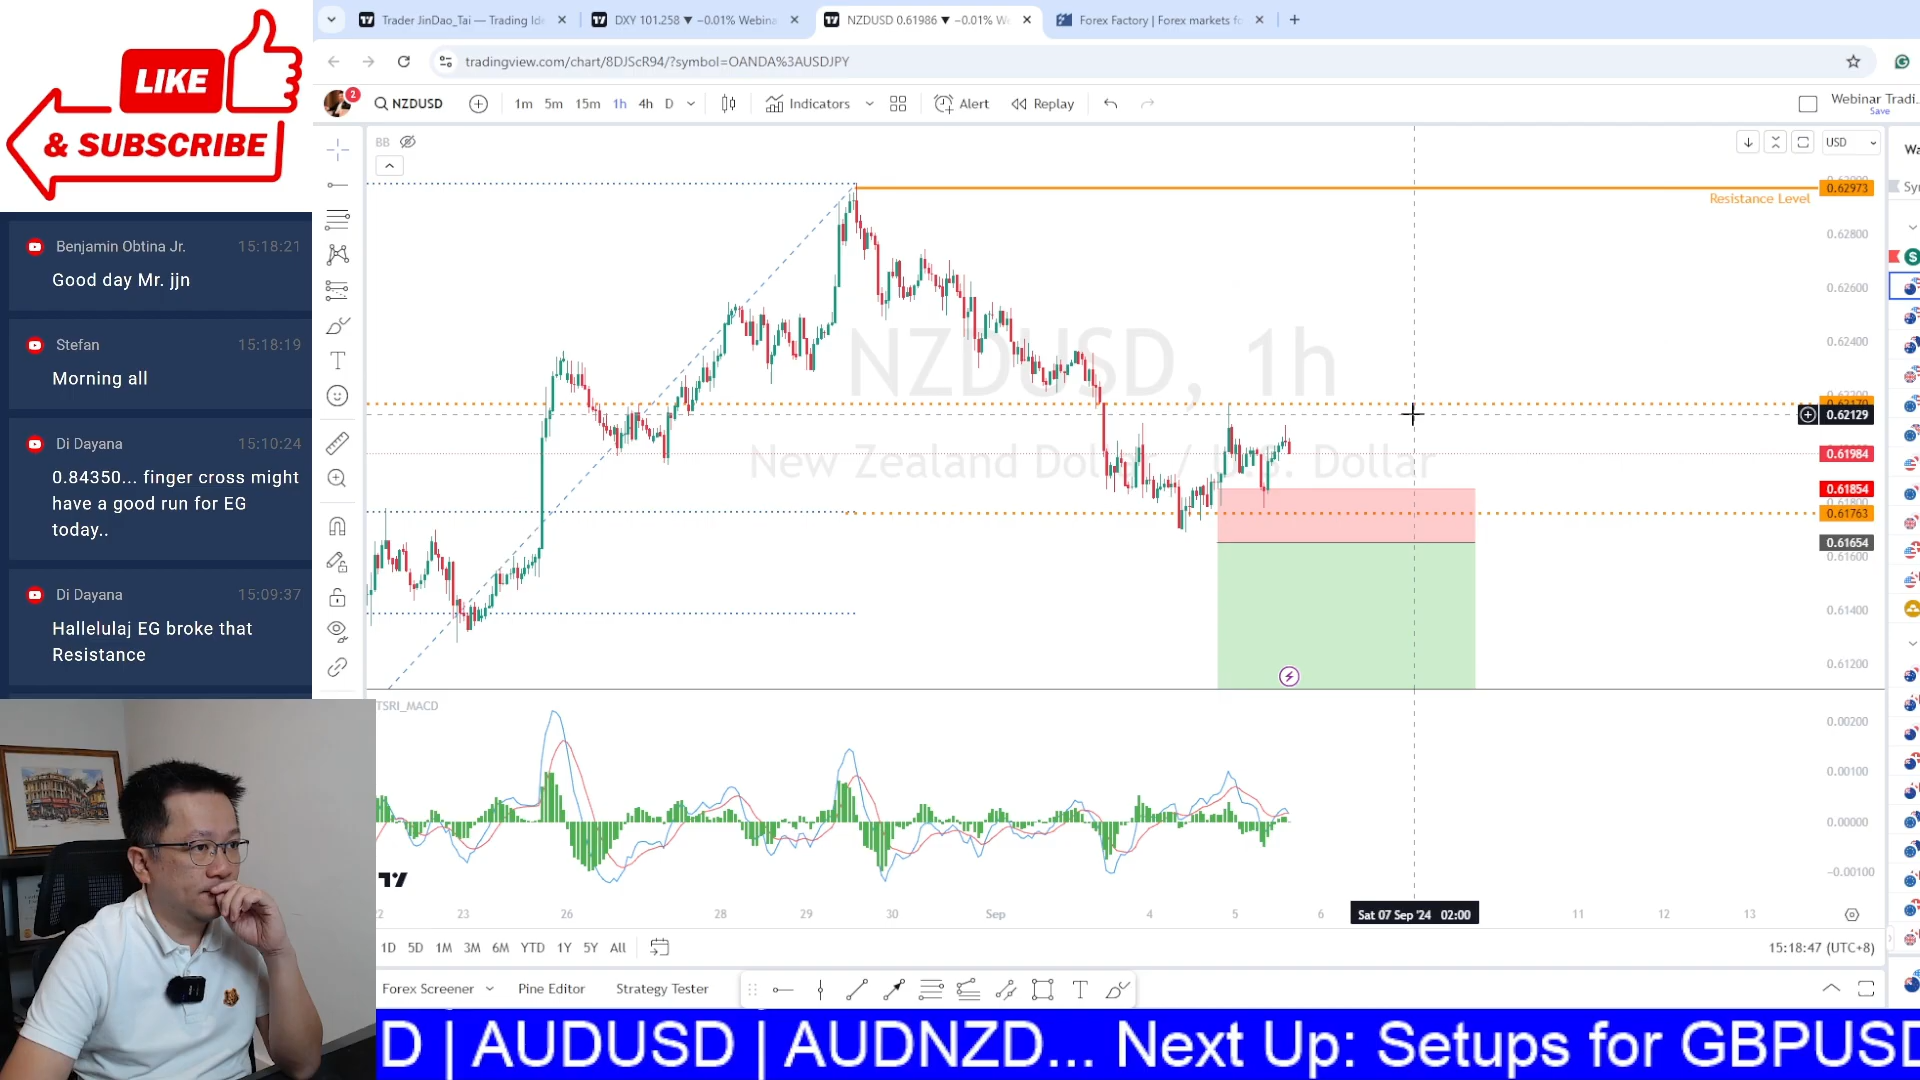 LIKE
& SUBSCRIBE
Benjamin Obtina Jr. 15:18:21
Good day Mr. jjn
Stefan 15:18:19
Morning all
Di Dayana 15:10:24
0.84350... finger cross might
have a good run for EG
today..
Di Dayana 15:09:37
Hallelulaj EG broke that
Resistance
Trader JinDao_Tai — Trading Ide
DXY 101.258 ▼ −0.01% Webina
NZDUSD 0.61986 ▼ −0.01% We
Forex Factory | Forex markets fo
tradingview.com/chart/8DJScR94/?symbol=OANDA%3AUSDJPY
2
NZDUSD
1m 5m 15m 1h 4h D
Indicators
Alert
Replay
Webinar Tradi...
Save
BB
USD
Wa
Sy
Resistance Level
0.62973
0.62800
0.62600
0.62400
0.62129
0.61984
0.61854
0.61763
0.61654
0.61600
0.61400
0.61200
NZDUSD, 1h
New Zealand Dollar / U.S. Dollar
TSRI_MACD
0.00200
0.00100
0.00000
−0.00100
22 23 26 28 29 30 Sep 4 5 6 Sat 07 Sep '24 02:00 11 12 13
1D 5D 1M 3M 6M YTD 1Y 5Y All
15:18:47 (UTC+8)
Forex Screener
Pine Editor
Strategy Tester
D | AUDUSD | AUDNZD... Next Up: Setups for GBPUSD